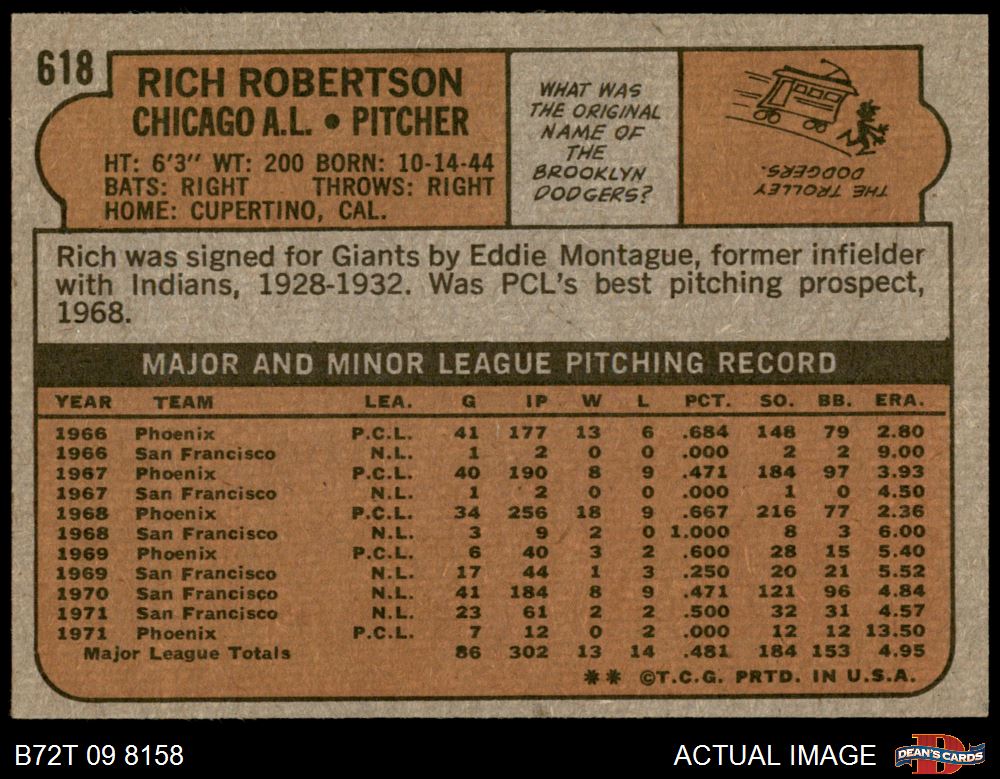 618
RICH ROBERTSON
CHICAGO A.L. • PITCHER
HT: 6'3" WT: 200 BORN: 10-14-44
BATS: RIGHT THROWS: RIGHT
HOME: CUPERTINO, CAL.
WHAT WAS
THE ORIGINAL
NAME OF
THE
BROOKLYN
DODGERS?
THE TROLLEY
DODGERS.
Rich was signed for Giants by Eddie Montague, former infielder
with Indians, 1928-1932. Was PCL's best pitching prospect,
1968.
MAJOR AND MINOR LEAGUE PITCHING RECORD
YEAR TEAM LEA. G IP W L PCT. SO. BB. ERA.
1966 Phoenix P.C.L. 41 177 13 6 .684 148 79 2.80
1966 San Francisco N.L. 1 2 0 0 .000 2 2 9.00
1967 Phoenix P.C.L. 40 190 8 9 .471 184 97 3.93
1967 San Francisco N.L. 1 2 0 0 .000 1 0 4.50
1968 Phoenix P.C.L. 34 256 18 9 .667 216 77 2.36
1968 San Francisco N.L. 3 9 2 0 1.000 8 3 6.00
1969 Phoenix P.C.L. 6 40 3 2 .600 28 15 5.40
1969 San Francisco N.L. 17 44 1 3 .250 20 21 5.52
1970 San Francisco N.L. 41 184 8 9 .471 121 96 4.84
1971 San Francisco N.L. 23 61 2 2 .500 32 31 4.57
1971 Phoenix P.C.L. 7 12 0 2 .000 12 12 13.50
Major League Totals 86 302 13 14 .481 184 153 4.95
** ©T.C.G. PRTD. IN U.S.A.
B72T 09 8158
ACTUAL IMAGE
D
DEAN'S CARDS